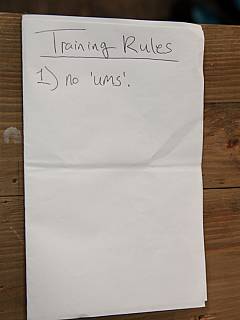 Training Rules
1) no 'ums'.